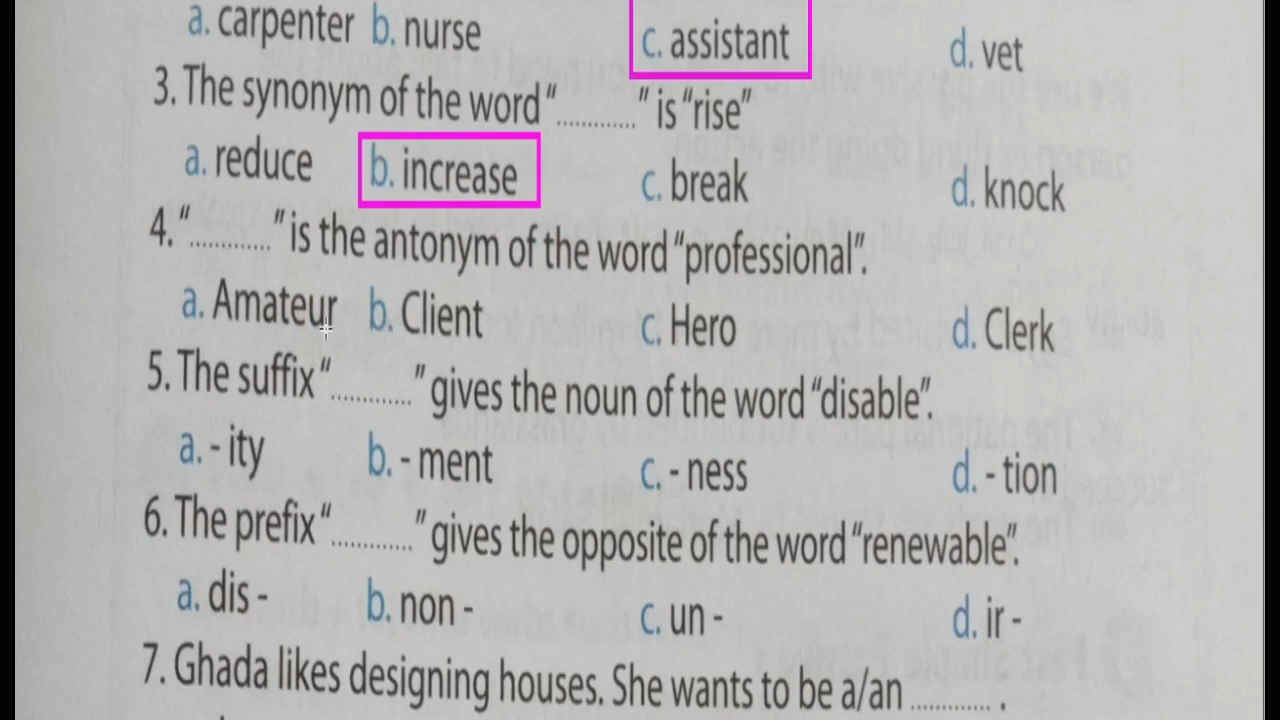 a. carpenter b. nurse c. assistant d. vet
3. The synonym of the word "............." is "rise"
a. reduce b. increase c. break d. knock
4. "............." is the antonym of the word "professional".
a. Amateur b. Client c. Hero d. Clerk
5. The suffix "............." gives the noun of the word "disable".
a. - ity b. - ment c. - ness d. - tion
6. The prefix "............." gives the opposite of the word "renewable".
a. dis - b. non - c. un - d. ir -
7. Ghada likes designing houses. She wants to be a/an ............. .